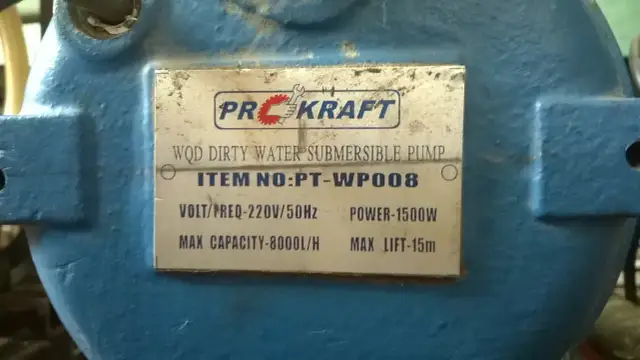 PROKRAFT
WQD DIRTY WATER SUBMERSIBLE PUMP
ITEM NO:PT-WP008
VOLT/FREQ-220V/50Hz POWER-1500W
MAX CAPACITY-8000L/H MAX LIFT-15m